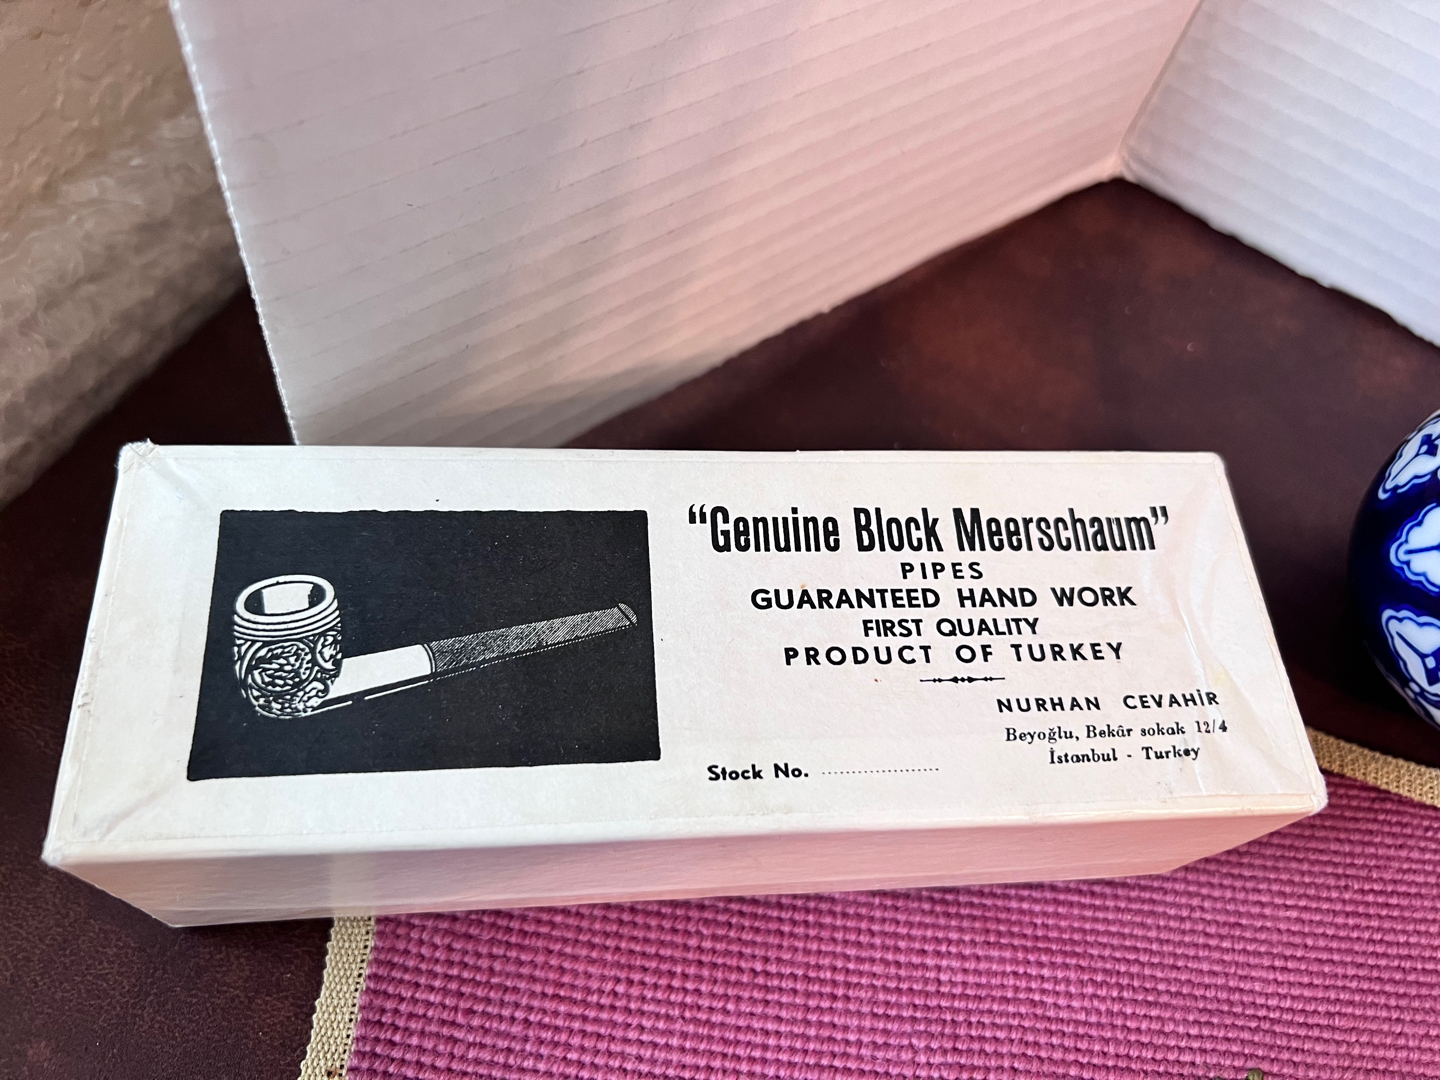 “Genuine Block Meerschaum”
PIPES
GUARANTEED HAND WORK
FIRST QUALITY
PRODUCT OF TURKEY
NURHAN CEVAHİR
Beyoğlu, Bekâr sokak 12/4
İstanbul - Turkey
Stock No. ....................